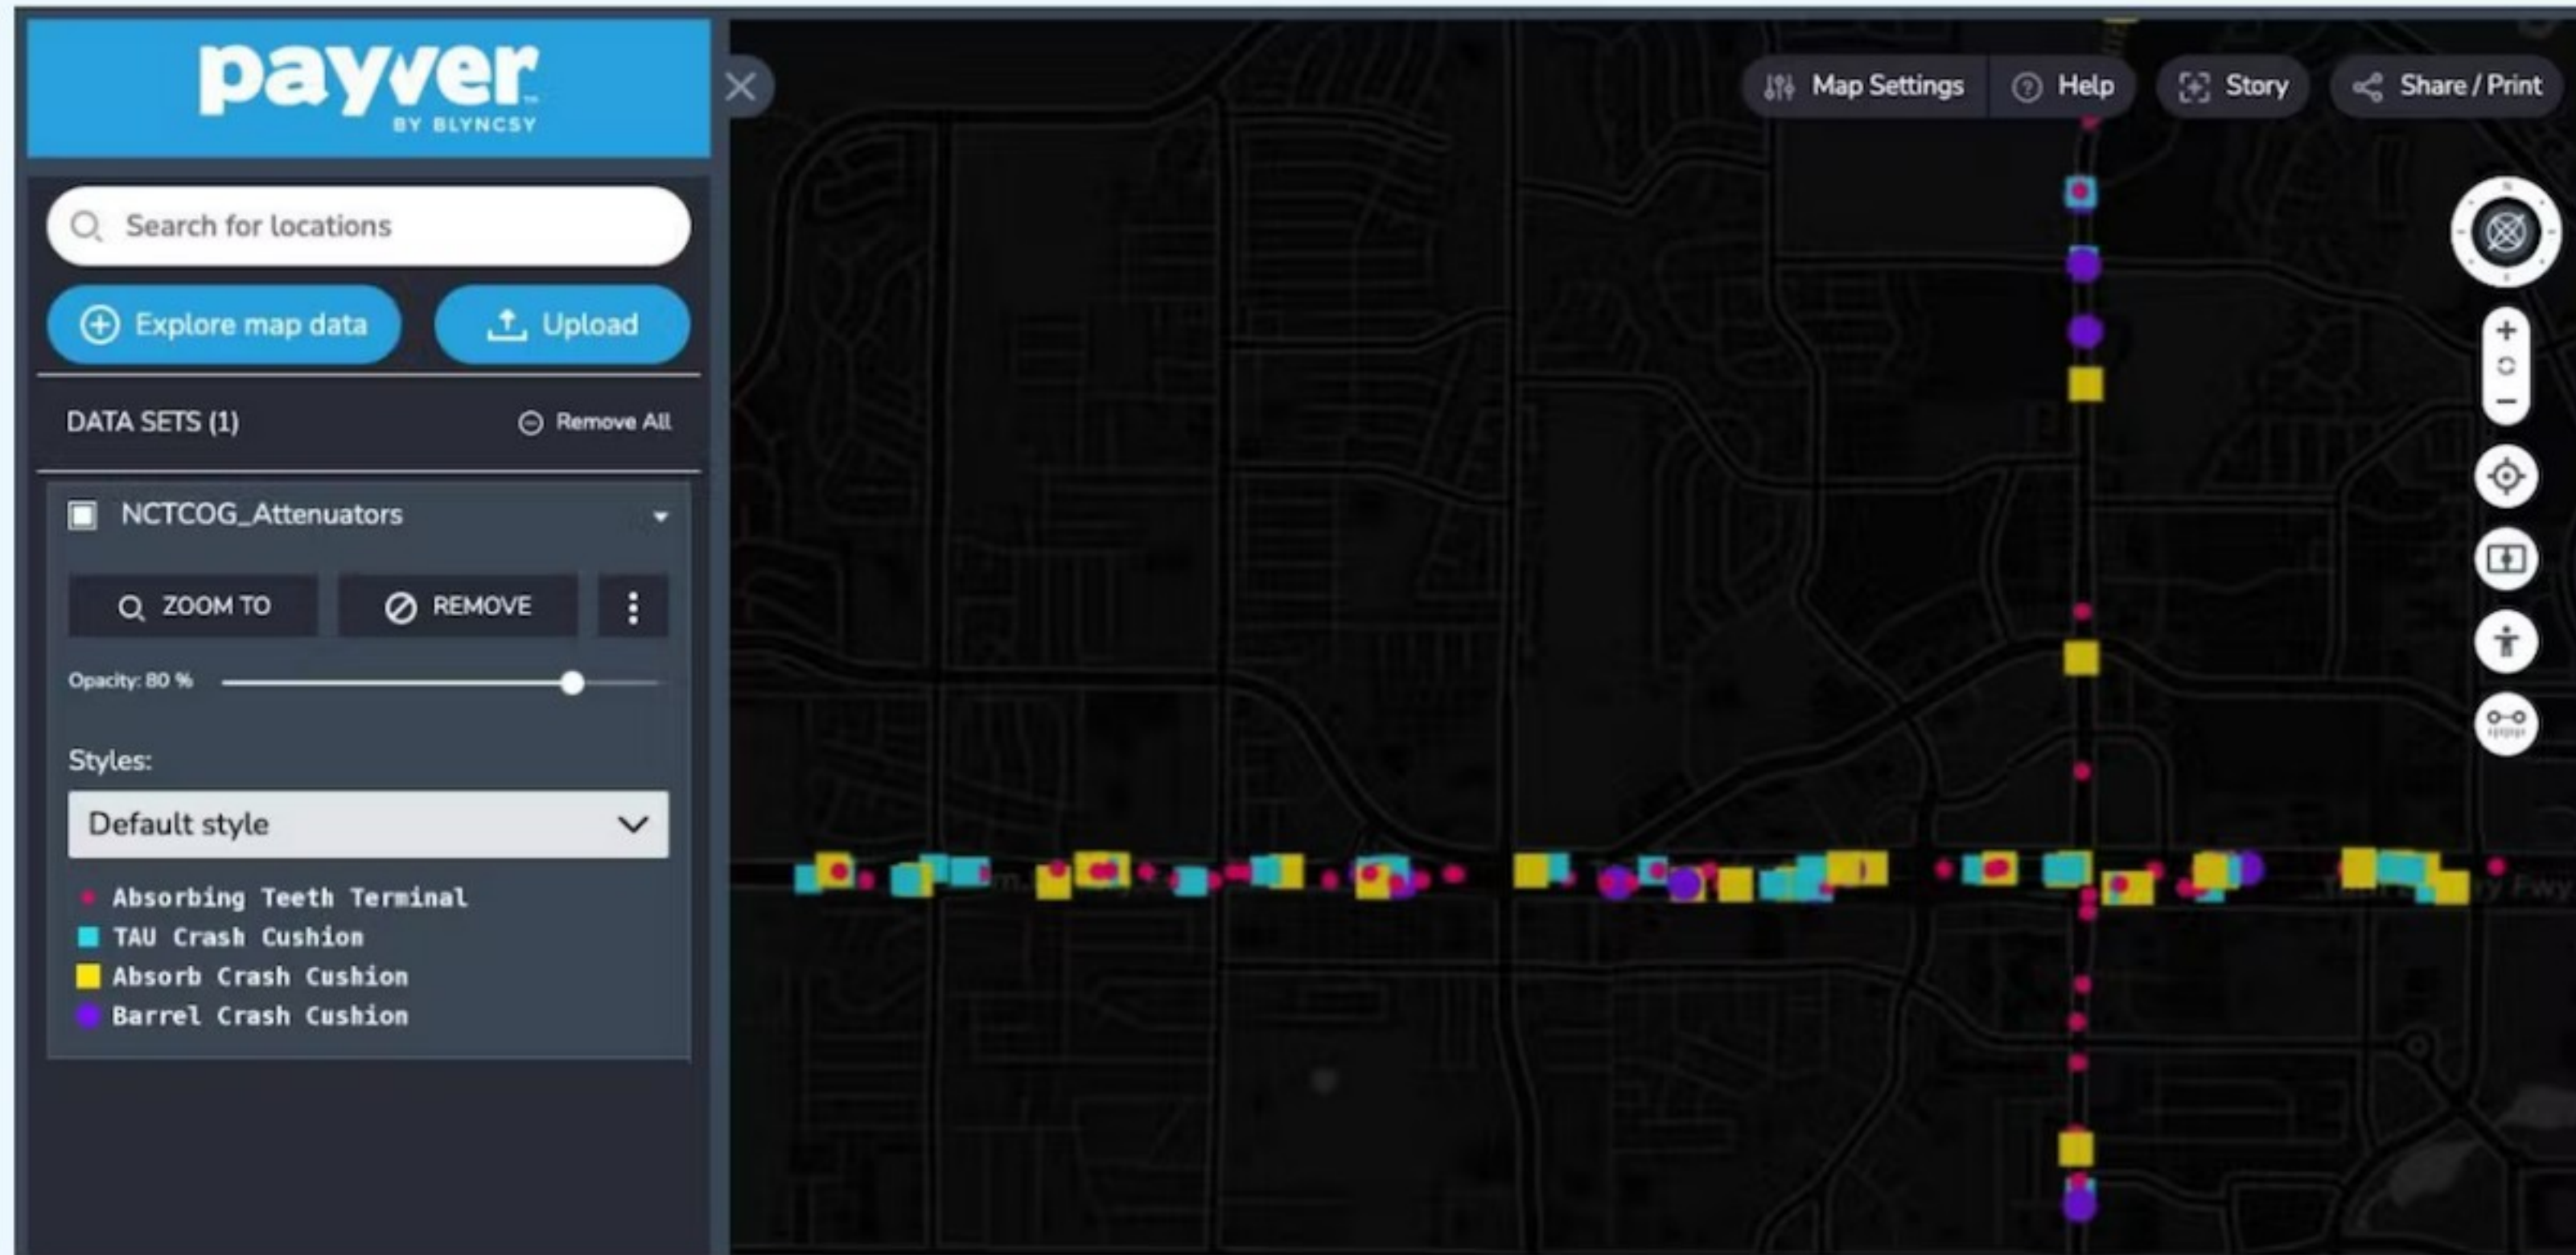 payver™
BY BLYNCSY
Search for locations
Explore map data
Upload
DATA SETS (1)
Remove All
NCTCOG_Attenuators
ZOOM TO
REMOVE
Opacity: 80 %
Styles:
Default style
Absorbing Teeth Terminal
TAU Crash Cushion
Absorb Crash Cushion
Barrel Crash Cushion
Map Settings
Help
Story
Share / Print
N
Fwy